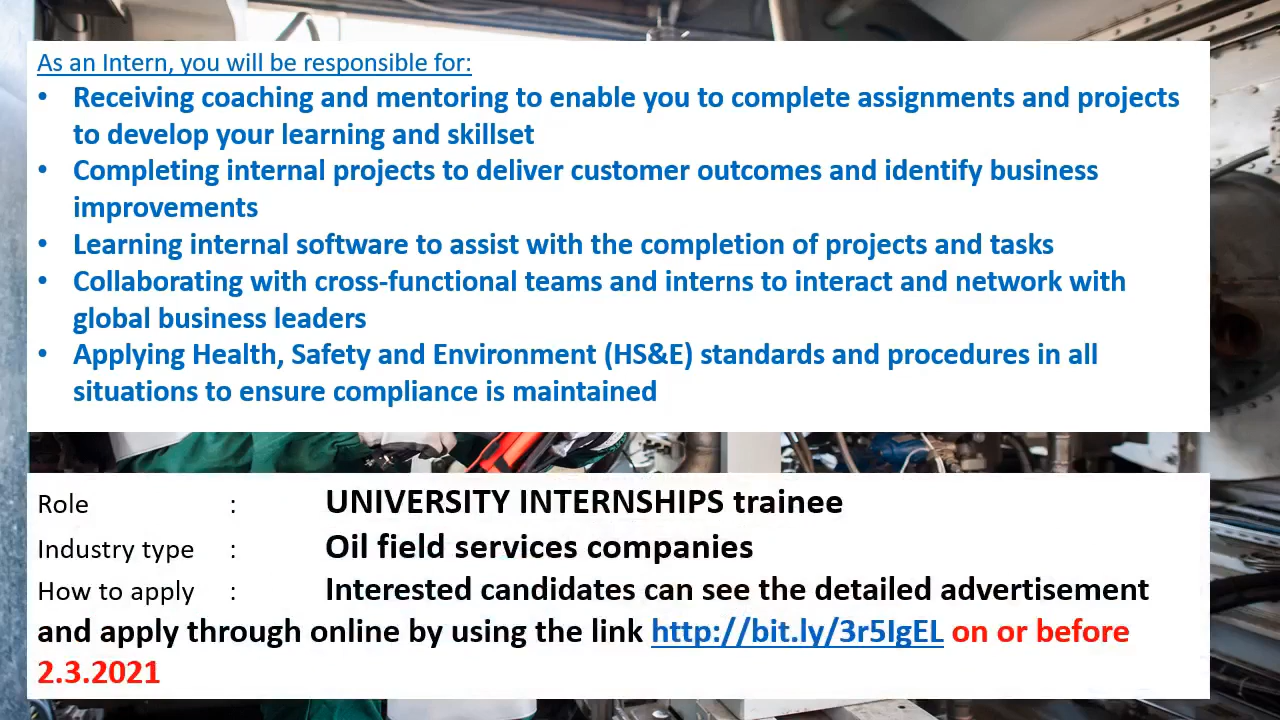 As an Intern, you will be responsible for:
• Receiving coaching and mentoring to enable you to complete assignments and projects
to develop your learning and skillset
• Completing internal projects to deliver customer outcomes and identify business
improvements
• Learning internal software to assist with the completion of projects and tasks
• Collaborating with cross-functional teams and interns to interact and network with
global business leaders
• Applying Health, Safety and Environment (HS&E) standards and procedures in all
situations to ensure compliance is maintained
Role : UNIVERSITY INTERNSHIPS trainee
Industry type : Oil field services companies
How to apply : Interested candidates can see the detailed advertisement
and apply through online by using the link http://bit.ly/3r5IgEL on or before
2.3.2021